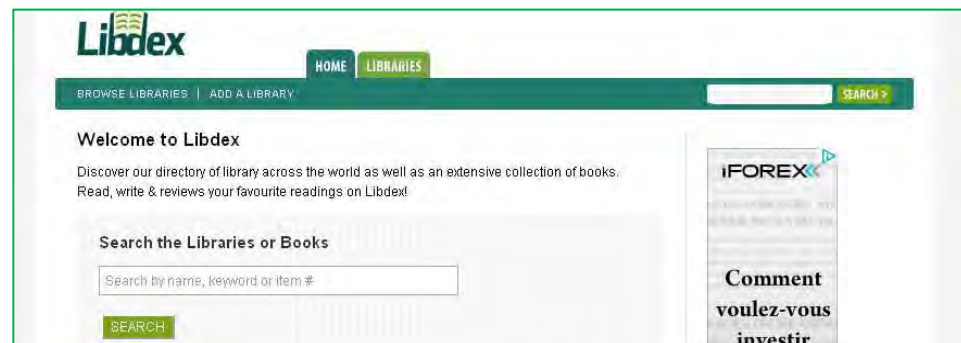 Libdex
HOME LIBRARIES
BROWSE LIBRARIES | ADD A LIBRARY
SEARCH >
Welcome to Libdex
Discover our directory of library across the world as well as an extensive collection of books.
Read, write & reviews your favourite readings on Libdex!
Search the Libraries or Books
Search by name, keyword or item #
SEARCH
iFOREX
Comment
voulez-vous
investir